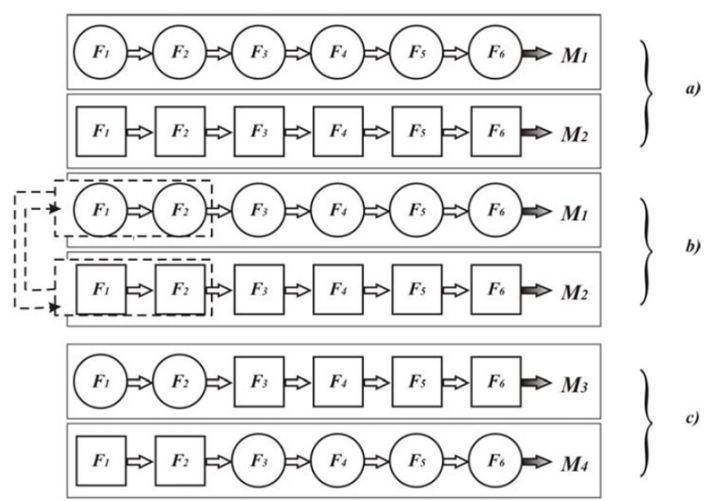 F1 F2 F3 F4 F5 F6 M1
a)
F1 F2 F3 F4 F5 F6 M2
F1 F2 F3 F4 F5 F6 M1
b)
F1 F2 F3 F4 F5 F6 M2
F1 F2 F3 F4 F5 F6 M3
c)
F1 F2 F3 F4 F5 F6 M4